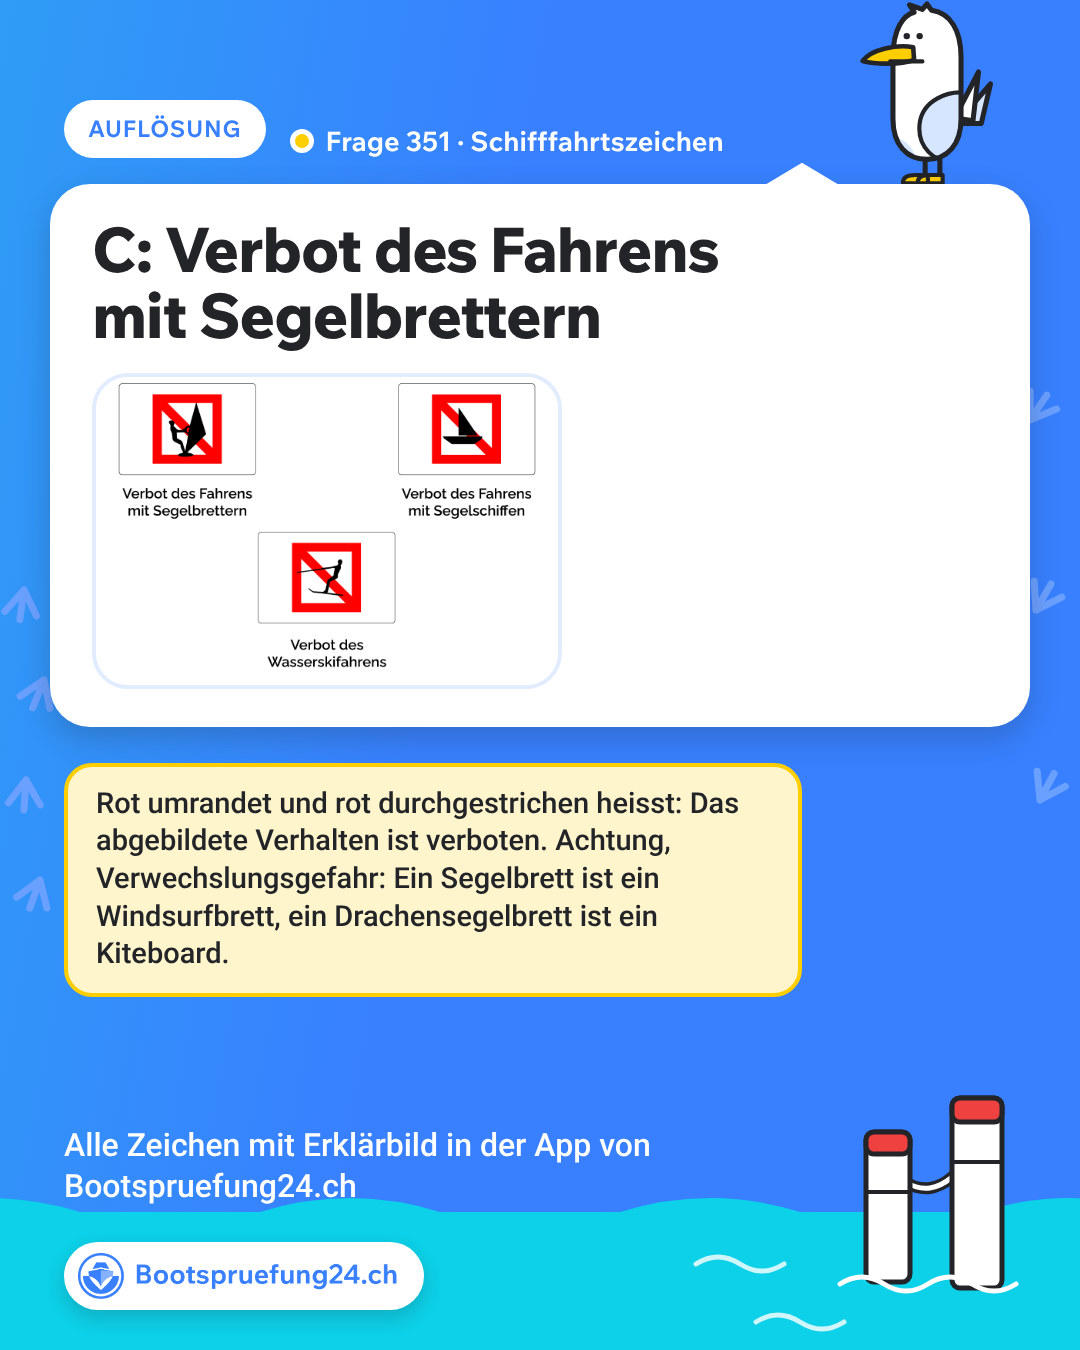 AUFLÖSUNG
Frage 351 · Schifffahrtszeichen
C: Verbot des Fahrens
mit Segelbrettern
Verbot des Fahrens
mit Segelbrettern
Verbot des Fahrens
mit Segelschiffen
Verbot des
Wasserskifahrens
Rot umrandet und rot durchgestrichen heisst: Das
abgebildete Verhalten ist verboten. Achtung,
Verwechslungsgefahr: Ein Segelbrett ist ein
Windsurfbrett, ein Drachensegelbrett ist ein
Kiteboard.
Alle Zeichen mit Erklärbild in der App von
Bootspruefung24.ch
Bootspruefung24.ch